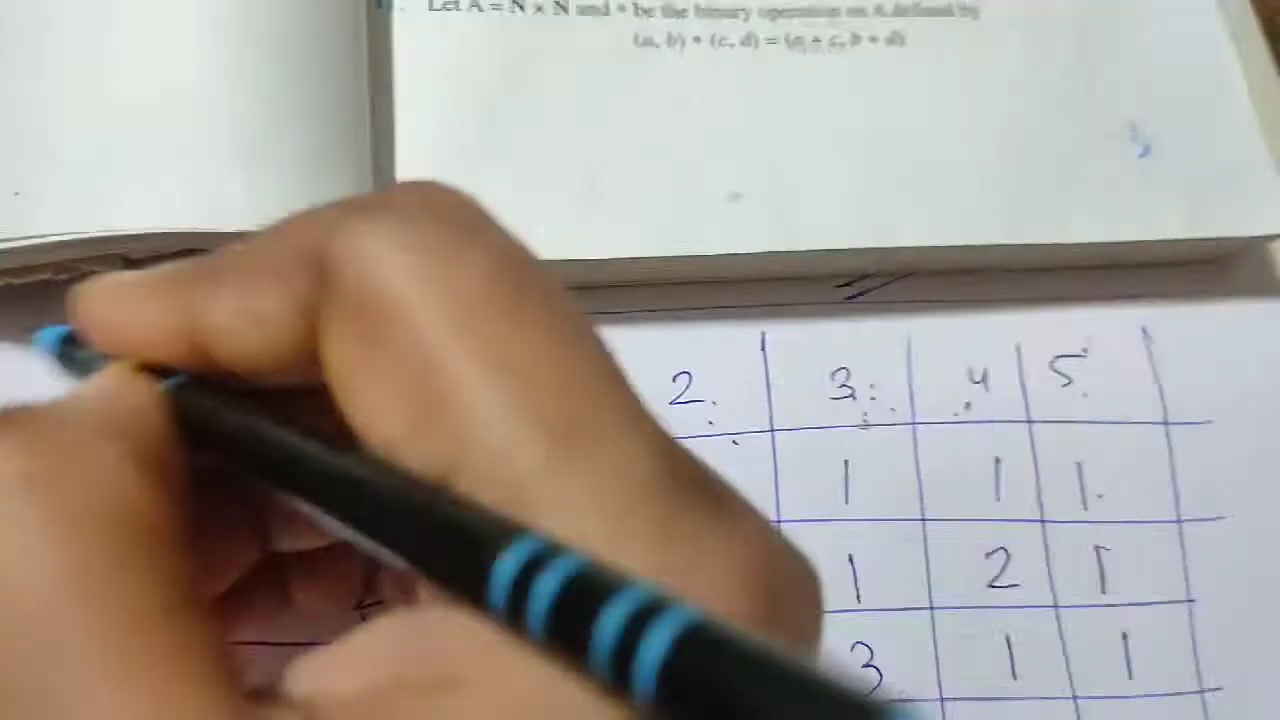 Let A = N × N and * be the binary operation on A defined by
(a, b) * (c, d) = (a + c, b + d)
2. 3: 4 5
1 1 1.
1 2 1
3 1 1